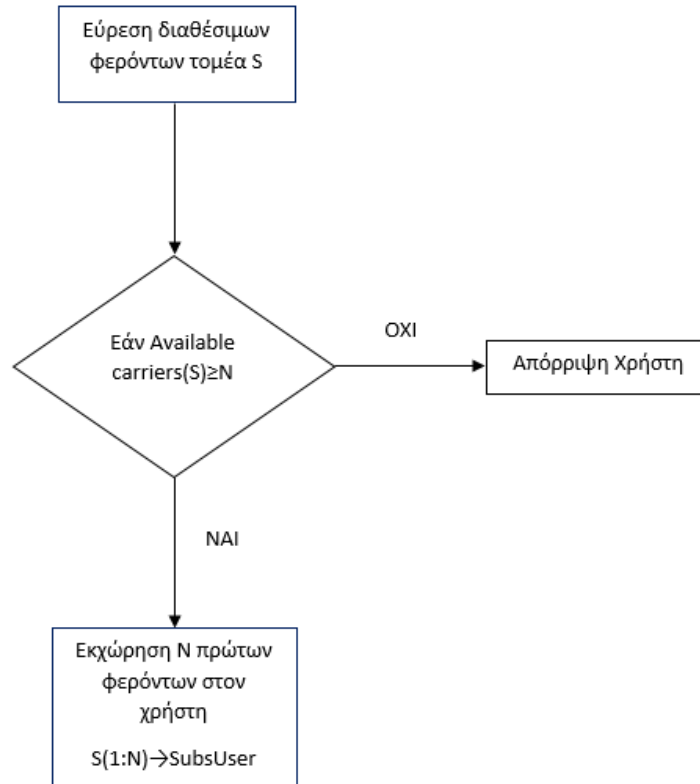 Εύρεση διαθέσιμων
φερόντων τομέα S
Εάν Available
carriers(S)≥N
ΟΧΙ
Απόρριψη Χρήστη
ΝΑΙ
Εκχώρηση Ν πρώτων
φερόντων στον
χρήστη
S(1:N)→SubsUser